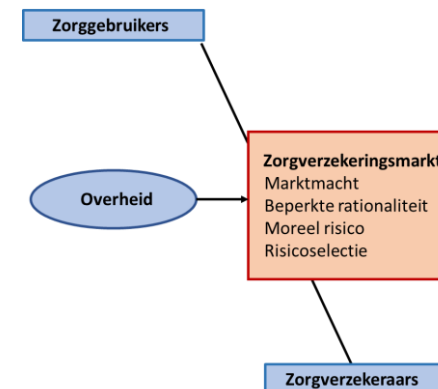 Zorggebruikers
Zorgverzekeringsmarkt
Marktmacht
Beperkte rationaliteit
Moreel risico
Risicoselectie
Overheid
Zorgverzekeraars